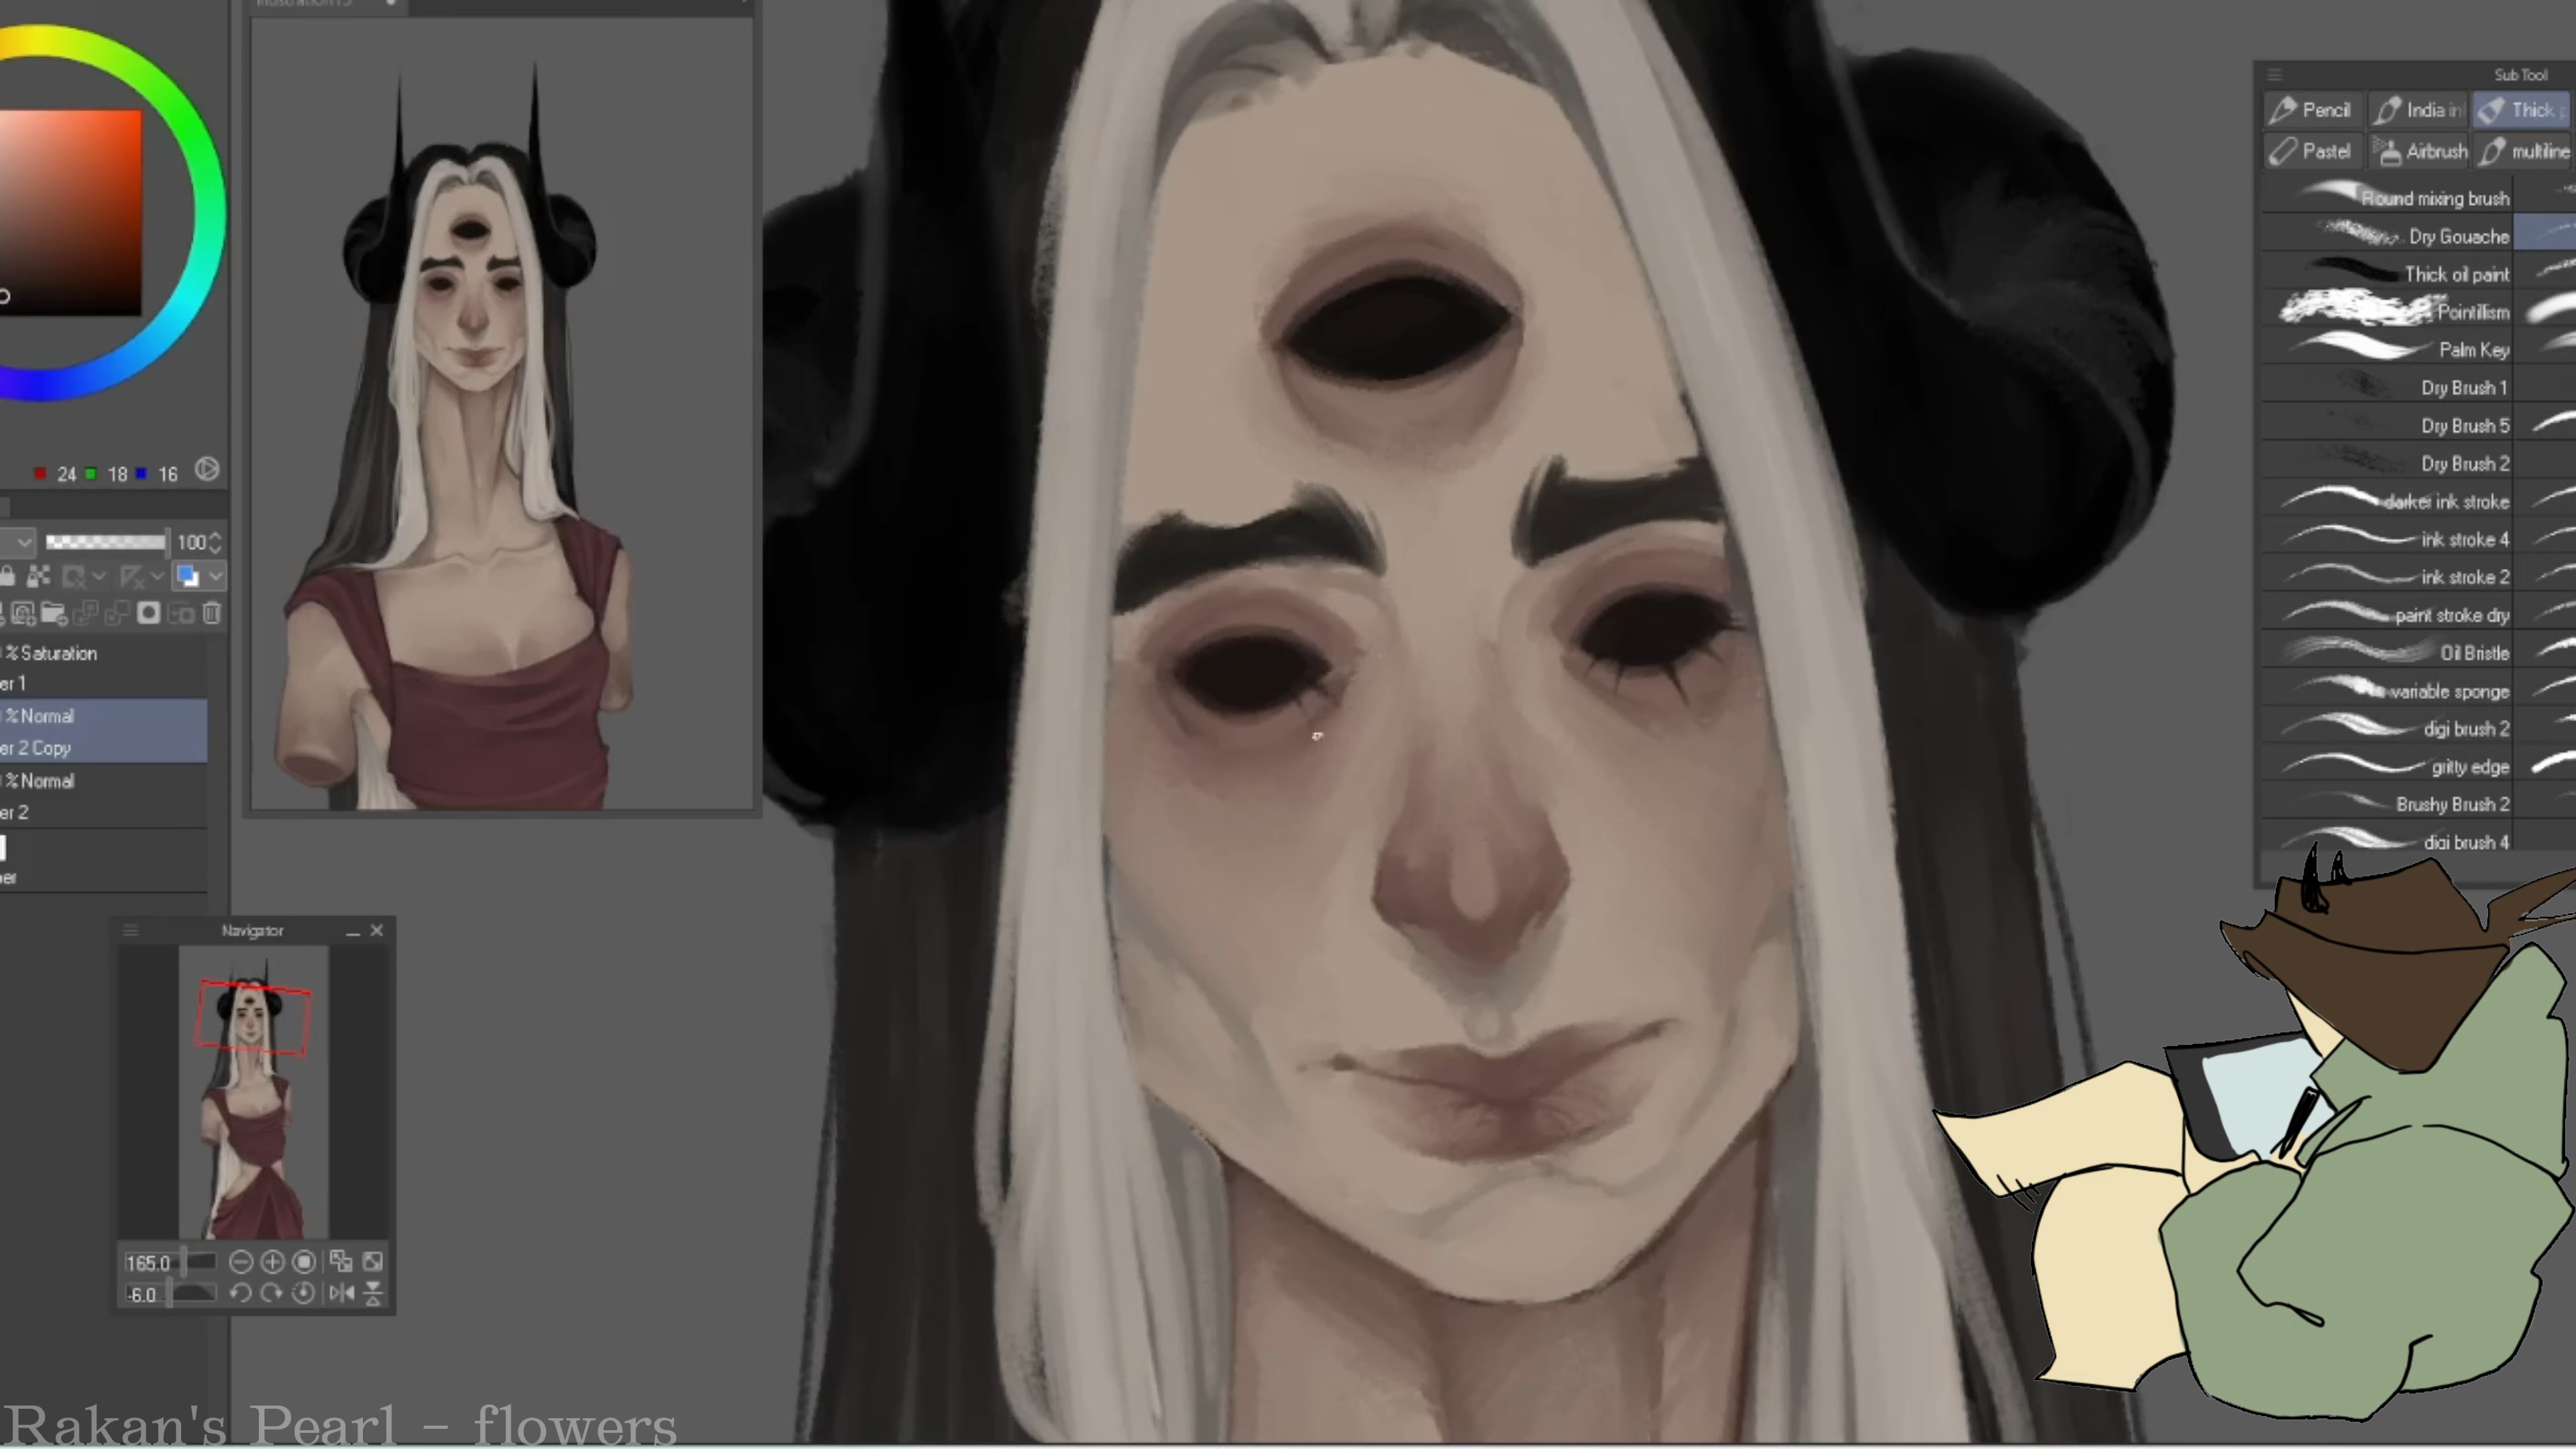 24 18 16
100
% Saturation
er 1
% Normal
er 2 Copy
% Normal
er 2
er
Navigator
165.0
-6.0
Sub Tool
Pencil
India in
Thick
Pastel
Airbrush
multiline
Round mixing brush
Dry Gouache
Thick oil paint
Pointillism
Palm Key
Dry Brush 1
Dry Brush 5
Dry Brush 2
darker ink stroke
ink stroke 4
ink stroke 2
paint stroke dry
Oil Bristle
variable sponge
digi brush 2
gritty edge
Brushy Brush 2
digi brush 4
Rakan's Pearl - flowers